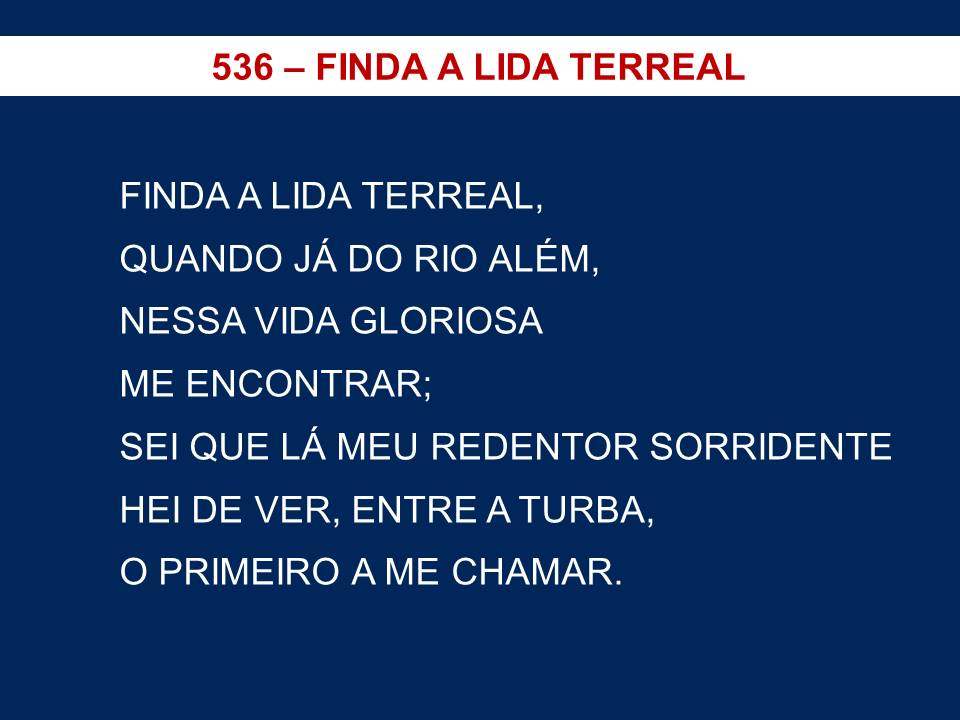 536 – FINDA A LIDA TERREAL
FINDA A LIDA TERREAL,
QUANDO JÁ DO RIO ALÉM,
NESSA VIDA GLORIOSA
ME ENCONTRAR;
SEI QUE LÁ MEU REDENTOR SORRIDENTE
HEI DE VER, ENTRE A TURBA,
O PRIMEIRO A ME CHAMAR.